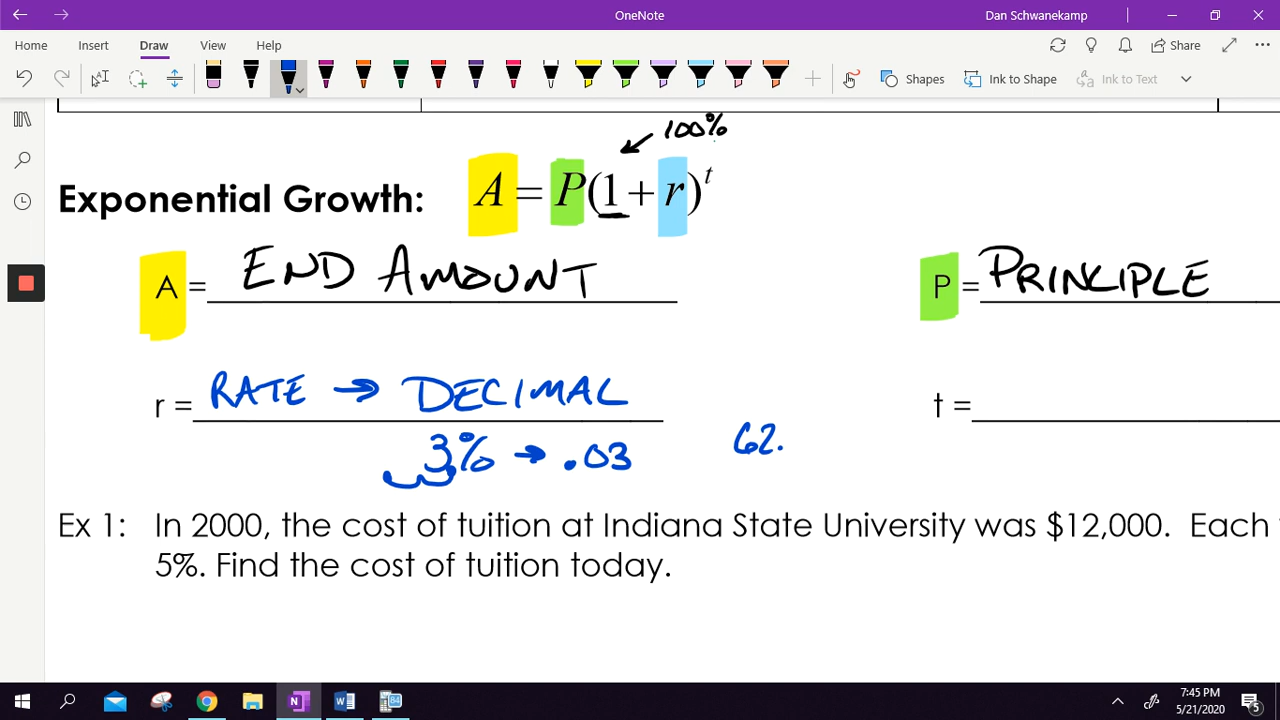 OneNote
Dan Schwanekamp
Home Insert Draw View Help
Share
Shapes Ink to Shape Ink to Text
100%
Exponential Growth: A = P(1 + r)^t
A = END AMOUNT P = PRINCIPLE
r = RATE → DECIMAL t =
3% → .03 62.
Ex 1: In 2000, the cost of tuition at Indiana State University was $12,000. Each
5%. Find the cost of tuition today.
7:45 PM
5/21/2020
5